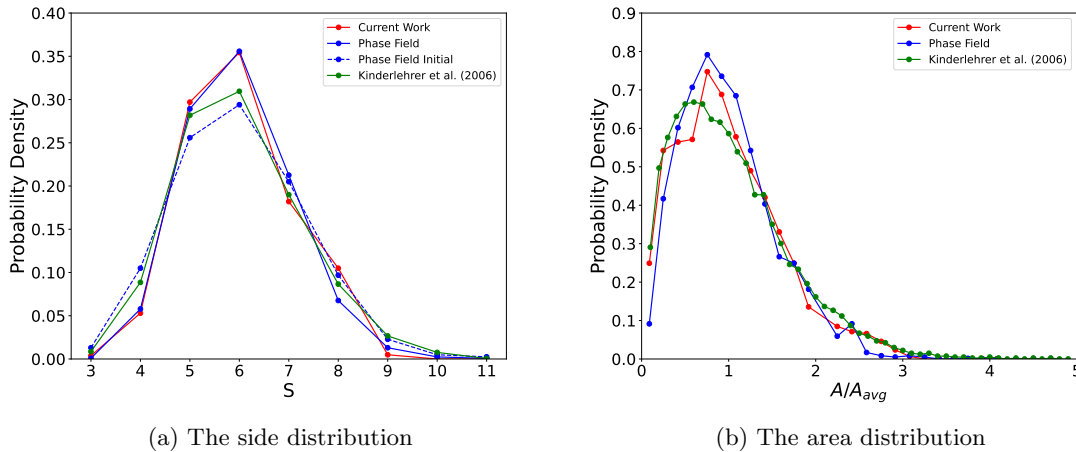 Current Work
Phase Field
Phase Field Initial
Kinderlehrer et al. (2006)
0.40
0.35
0.30
0.25
0.20
0.15
0.10
0.05
0.00
Probability Density
3 4 5 6 7 8 9 10 11
S
(a) The side distribution
Current Work
Phase Field
Kinderlehrer et al. (2006)
0.9
0.8
0.7
0.6
0.5
0.4
0.3
0.2
0.1
0.0
Probability Density
0 1 2 3 4 5
A/A_avg
(b) The area distribution